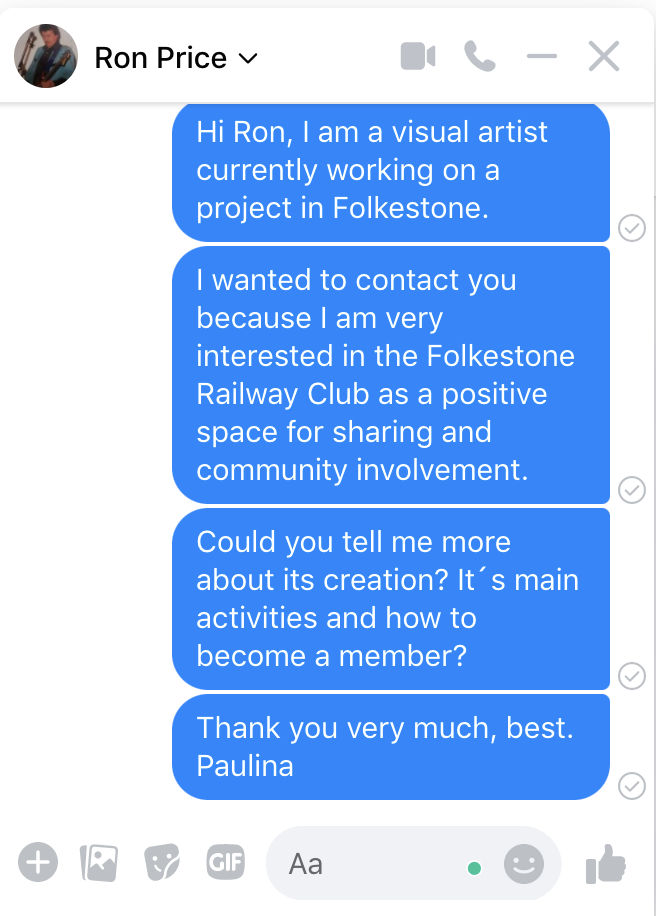 Ron Price
Hi Ron, I am a visual artist
currently working on a
project in Folkestone.
I wanted to contact you
because I am very
interested in the Folkestone
Railway Club as a positive
space for sharing and
community involvement.
Could you tell me more
about its creation? It´s main
activities and how to
become a member?
Thank you very much, best.
Paulina
GIF
Aa